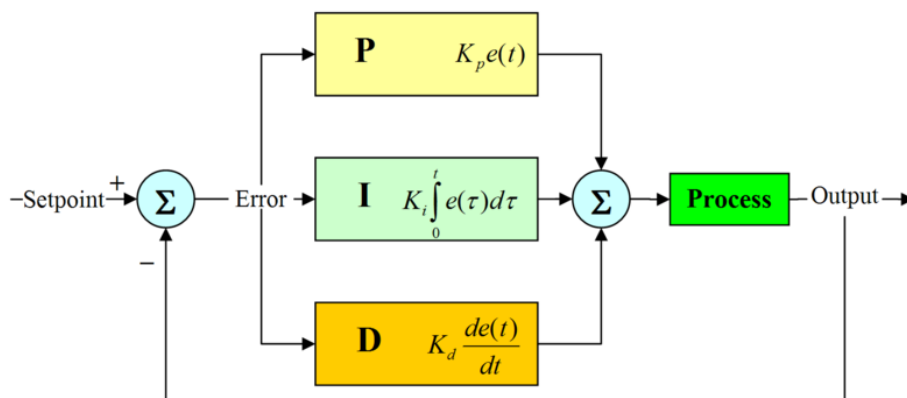 P K_p e(t)
–Setpoint + Σ Error I K_i ∫_0^t e(τ)dτ Σ Process Output
−
D K_d de(t)/dt